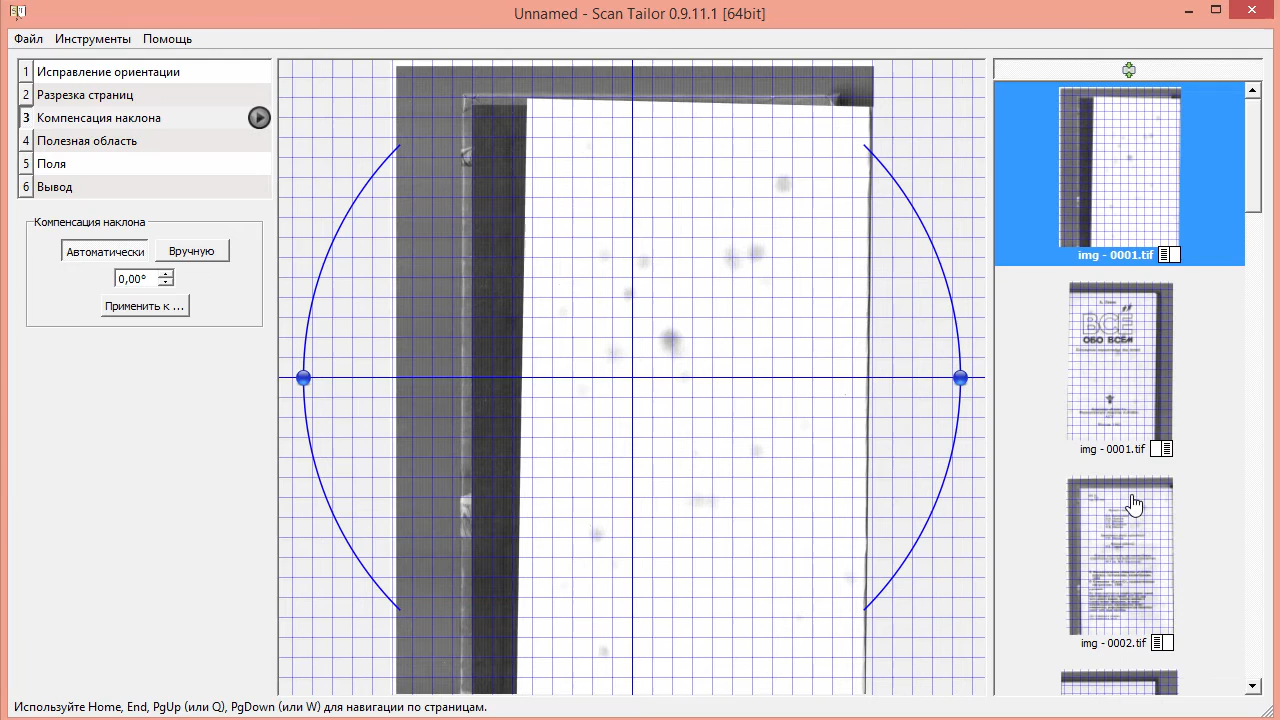 Unnamed - Scan Tailor 0.9.11.1 [64bit]
Файл Инструменты Помощь
1 Исправление ориентации
2 Разрезка страниц
3 Компенсация наклона
4 Полезная область
5 Поля
6 Вывод
Компенсация наклона
Автоматически Вручную
0,00°
Применить к ...
img - 0001.tif
ВСЁ
ОБО ВСЕМ
img - 0001.tif
img - 0002.tif
Используйте Home, End, PgUp (или Q), PgDown (или W) для навигации по страницам.